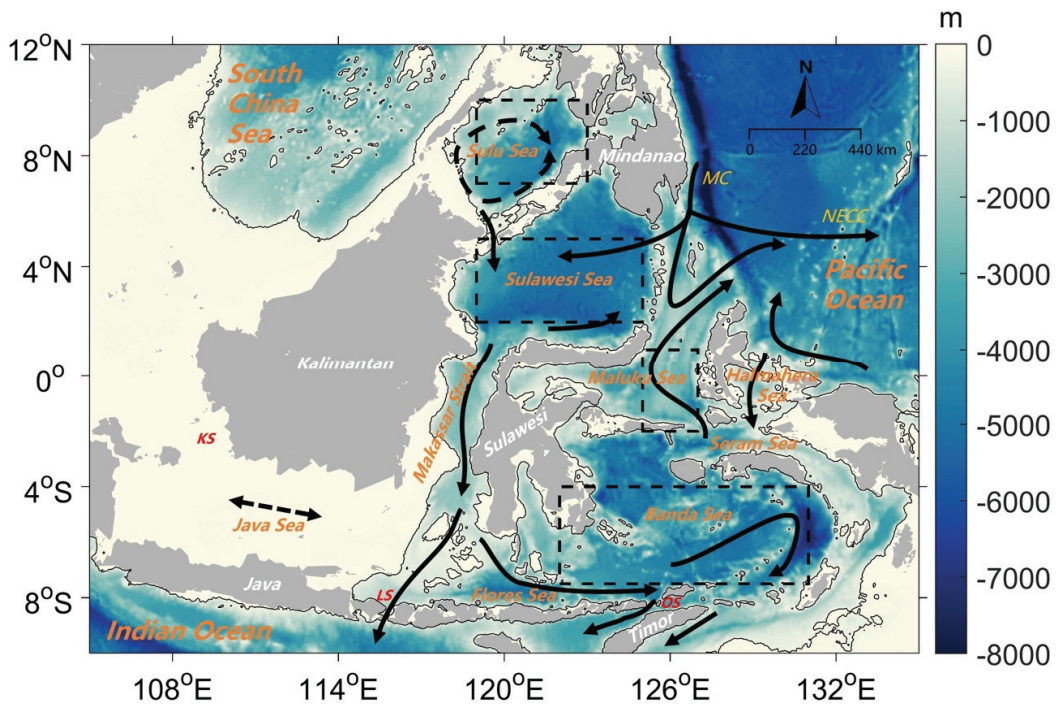 m
12°N
8°N
4°N
0°
4°S
8°S
108°E
114°E
120°E
126°E
132°E
0
-1000
-2000
-3000
-4000
-5000
-6000
-7000
-8000
N
0 220 440 km
South
China
Sea
Sulu Sea
Mindanao
MC
NECC
Pacific
Ocean
Sulawesi Sea
Kalimantan
Makassar Strait
Maluku Sea
Halmahera
Sea
Sulawesi
Seram Sea
KS
Java Sea
Banda Sea
Java
LS
Flores Sea
OS
Timor
Indian Ocean